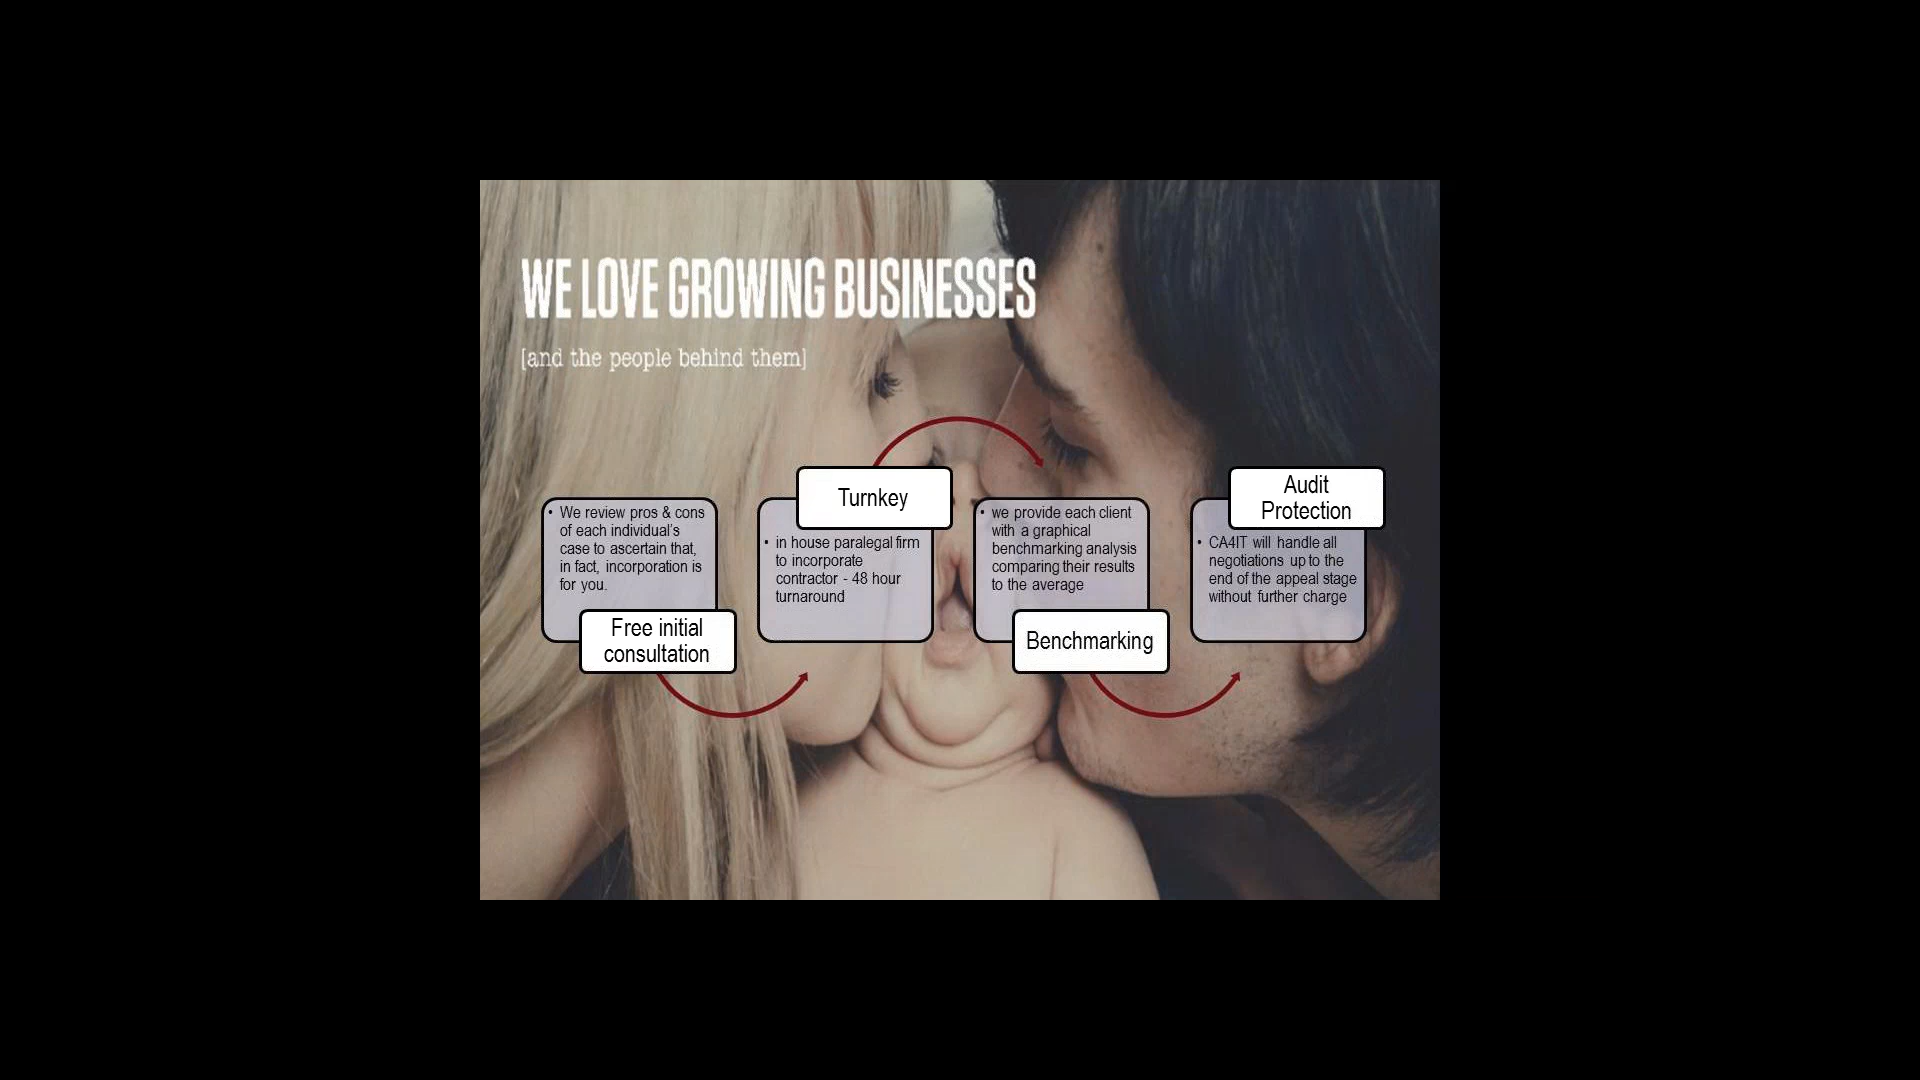 WE LOVE GROWING BUSINESSES
[and the people behind them]
• We review pros & cons
of each individual's
case to ascertain that,
in fact, incorporation is
for you.
Free initial
consultation
Turnkey
• in house paralegal firm
to incorporate
contractor - 48 hour
turnaround
• we provide each client
with a graphical
benchmarking analysis
comparing their results
to the average
Benchmarking
Audit
Protection
• CA4IT will handle all
negotiations up to the
end of the appeal stage
without further charge